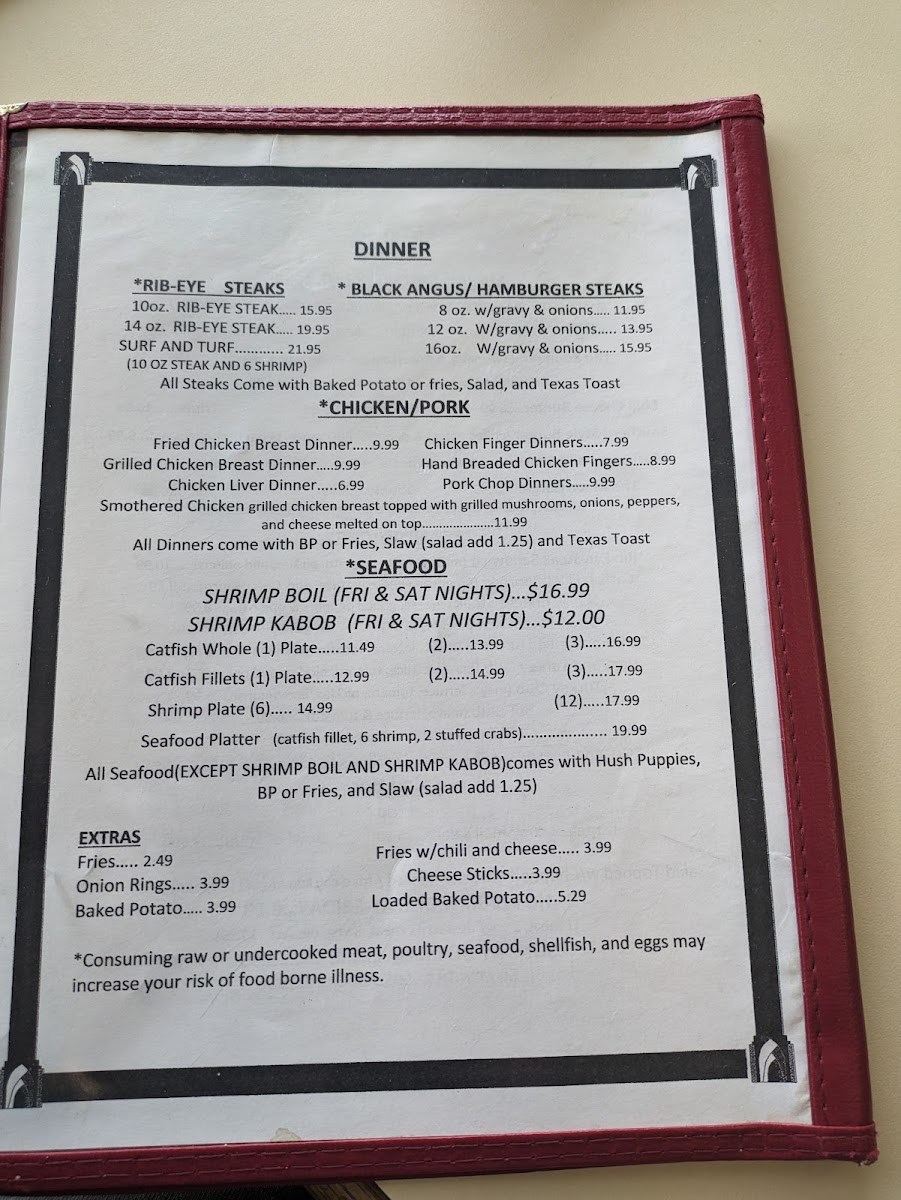 DINNER
*RIB-EYE STEAKS
10oz. RIB-EYE STEAK..... 15.95
14 oz. RIB-EYE STEAK..... 19.95
SURF AND TURF............ 21.95
(10 OZ STEAK AND 6 SHRIMP)
* BLACK ANGUS/ HAMBURGER STEAKS
8 oz. w/gravy & onions..... 11.95
12 oz. W/gravy & onions..... 13.95
16oz. W/gravy & onions..... 15.95
All Steaks Come with Baked Potato or fries, Salad, and Texas Toast
*CHICKEN/PORK
Fried Chicken Breast Dinner.....9.99 Chicken Finger Dinners.....7.99
Grilled Chicken Breast Dinner.....9.99 Hand Breaded Chicken Fingers.....8.99
Chicken Liver Dinner.....6.99 Pork Chop Dinners.....9.99
Smothered Chicken grilled chicken breast topped with grilled mushrooms, onions, peppers,
and cheese melted on top.....................11.99
All Dinners come with BP or Fries, Slaw (salad add 1.25) and Texas Toast
*SEAFOOD
SHRIMP BOIL (FRI & SAT NIGHTS)...$16.99
SHRIMP KABOB (FRI & SAT NIGHTS)...$12.00
Catfish Whole (1) Plate.....11.49 (2).....13.99 (3).....16.99
Catfish Fillets (1) Plate.....12.99 (2).....14.99 (3).....17.99
Shrimp Plate (6)..... 14.99 (12).....17.99
Seafood Platter (catfish fillet, 6 shrimp, 2 stuffed crabs)...................... 19.99
All Seafood(EXCEPT SHRIMP BOIL AND SHRIMP KABOB)comes with Hush Puppies,
BP or Fries, and Slaw (salad add 1.25)
EXTRAS
Fries..... 2.49 Fries w/chili and cheese..... 3.99
Onion Rings..... 3.99 Cheese Sticks.....3.99
Baked Potato..... 3.99 Loaded Baked Potato.....5.29
*Consuming raw or undercooked meat, poultry, seafood, shellfish, and eggs may
increase your risk of food borne illness.